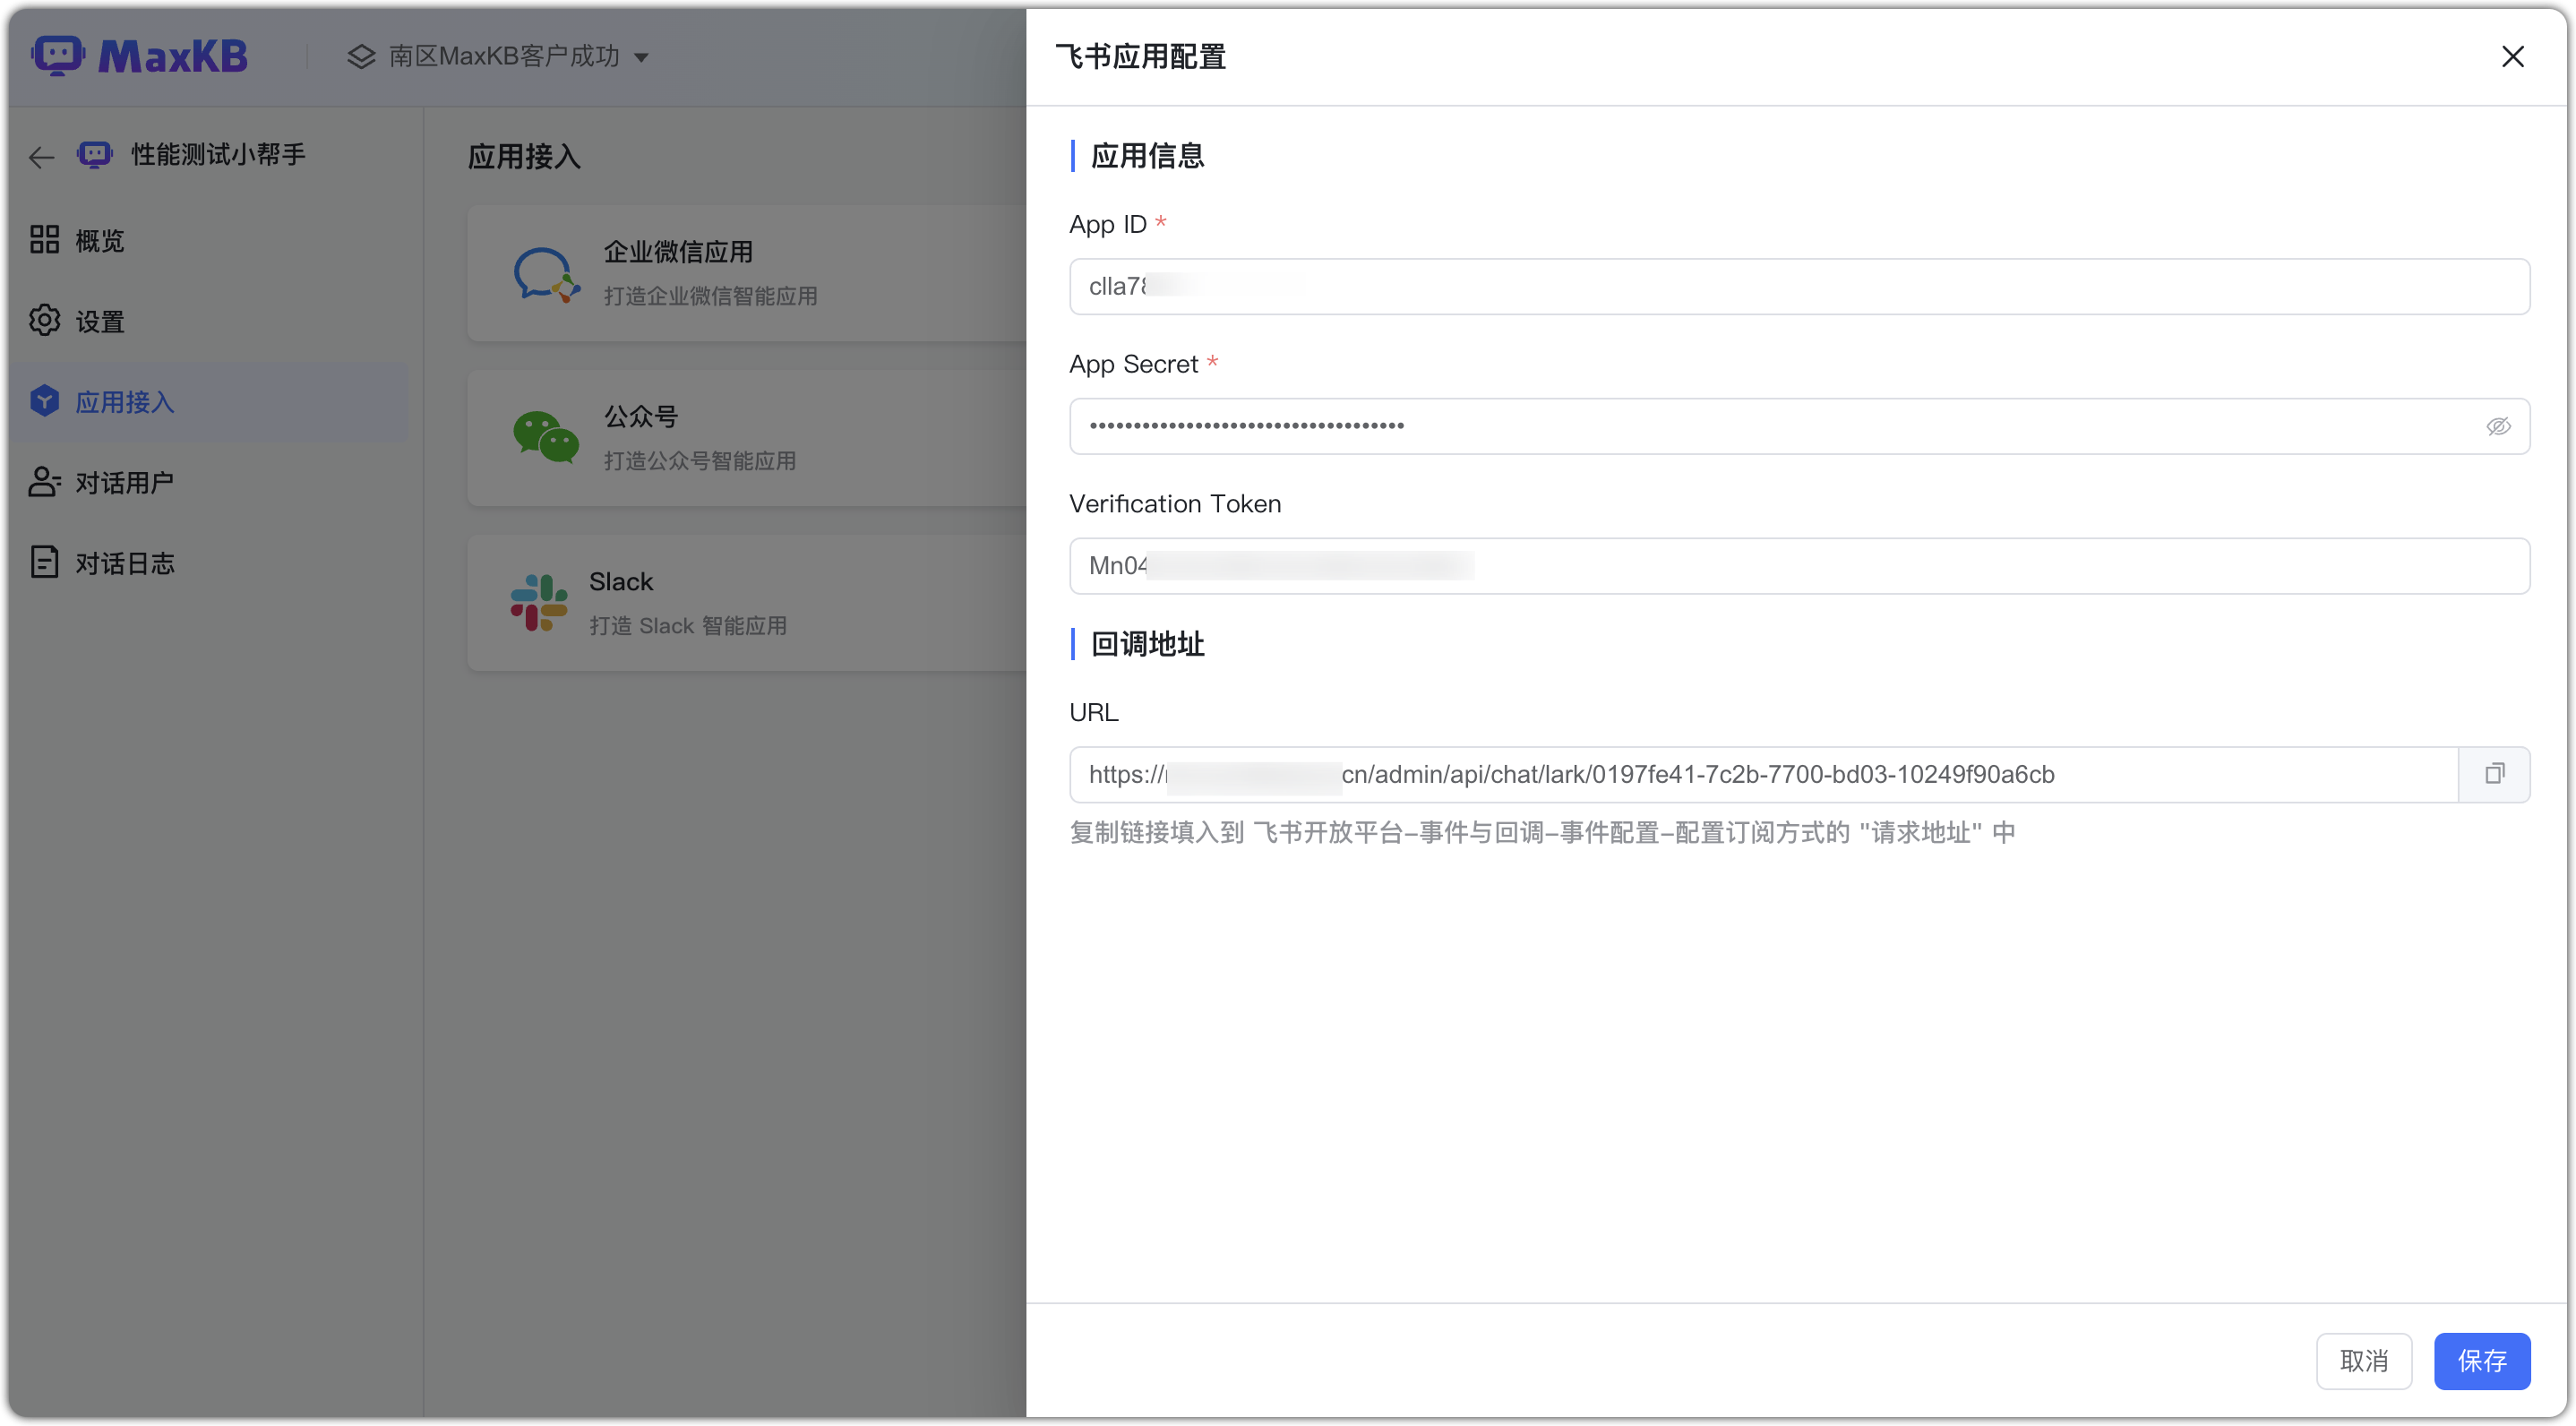 MaxKB
南区MaxKB客户成功
性能测试小帮手
概览
设置
应用接入
对话用户
对话日志
应用接入
企业微信应用
打造企业微信智能应用
公众号
打造公众号智能应用
Slack
打造 Slack 智能应用
飞书应用配置
应用信息
App ID *
clla78
App Secret *
••••••••••••••••••••••••••••••••••••
Verification Token
Mn04
回调地址
URL
https:// cn/admin/api/chat/lark/0197fe41-7c2b-7700-bd03-10249f90a6cb
复制链接填入到 飞书开放平台-事件与回调-事件配置-配置订阅方式的 "请求地址" 中
取消
保存